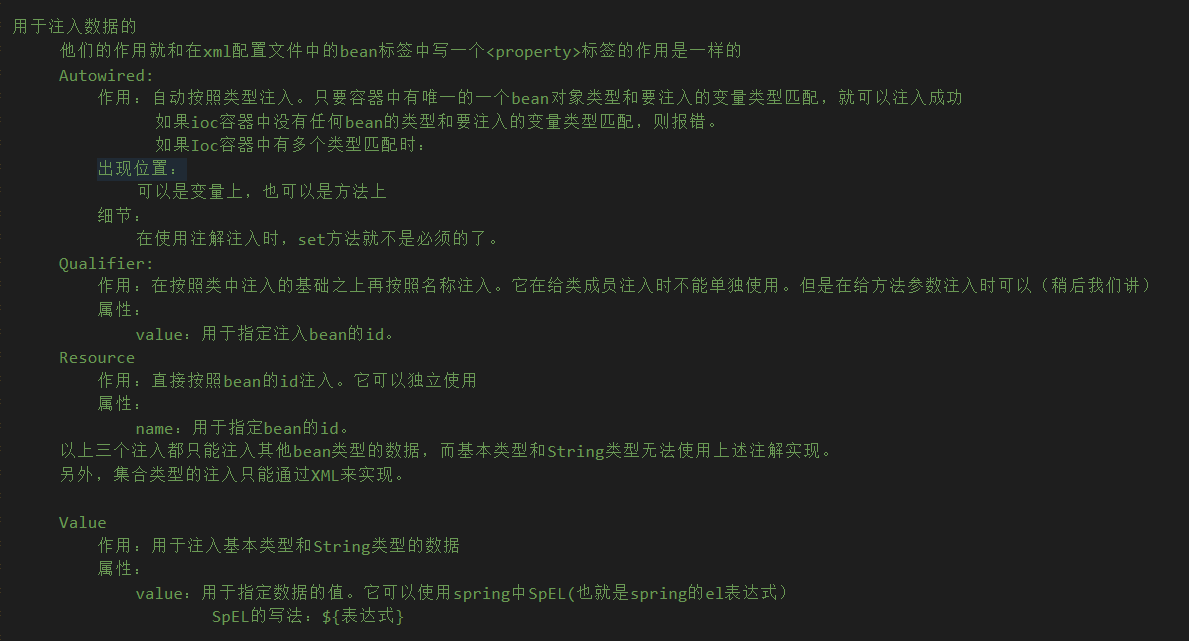 用于注入数据的
他们的作用就和在xml配置文件中的bean标签中写一个<property>标签的作用是一样的
Autowired:
作用：自动按照类型注入。只要容器中有唯一的一个bean对象类型和要注入的变量类型匹配，就可以注入成功
如果ioc容器中没有任何bean的类型和要注入的变量类型匹配，则报错。
如果Ioc容器中有多个类型匹配时：
出现位置：
可以是变量上，也可以是方法上
细节：
在使用注解注入时，set方法就不是必须的了。
Qualifier:
作用：在按照类中注入的基础之上再按照名称注入。它在给类成员注入时不能单独使用。但是在给方法参数注入时可以（稍后我们讲）
属性：
value：用于指定注入bean的id。
Resource
作用：直接按照bean的id注入。它可以独立使用
属性：
name：用于指定bean的id。
以上三个注入都只能注入其他bean类型的数据，而基本类型和String类型无法使用上述注解实现。
另外，集合类型的注入只能通过XML来实现。
Value
作用：用于注入基本类型和String类型的数据
属性：
value：用于指定数据的值。它可以使用spring中SpEL(也就是spring的el表达式）
SpEL的写法：${表达式}